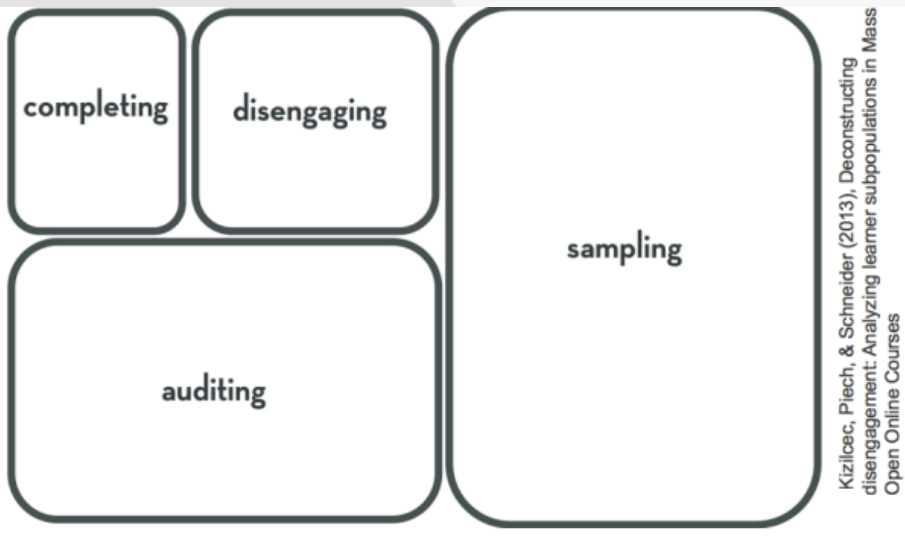 completing
disengaging
sampling
auditing
Kizilcec, Piech, & Schneider (2013), Deconstructing
disengagement: Analyzing learner subpopulations in Mass
Open Online Courses